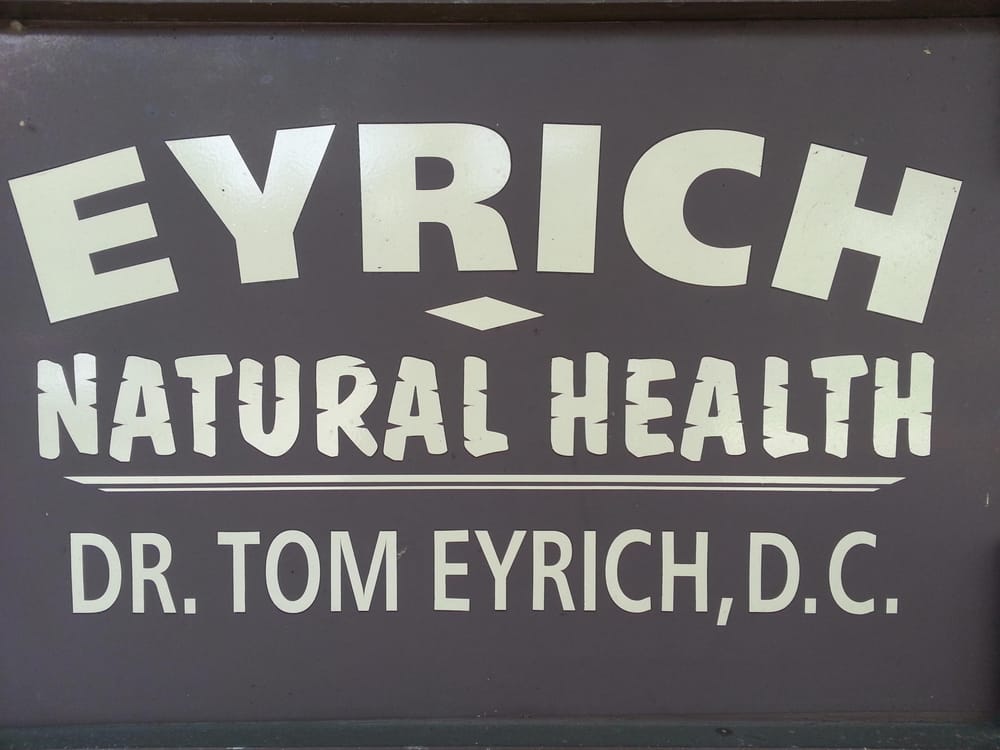 EYRICH
NATURAL HEALTH
DR. TOM EYRICH, D.C.